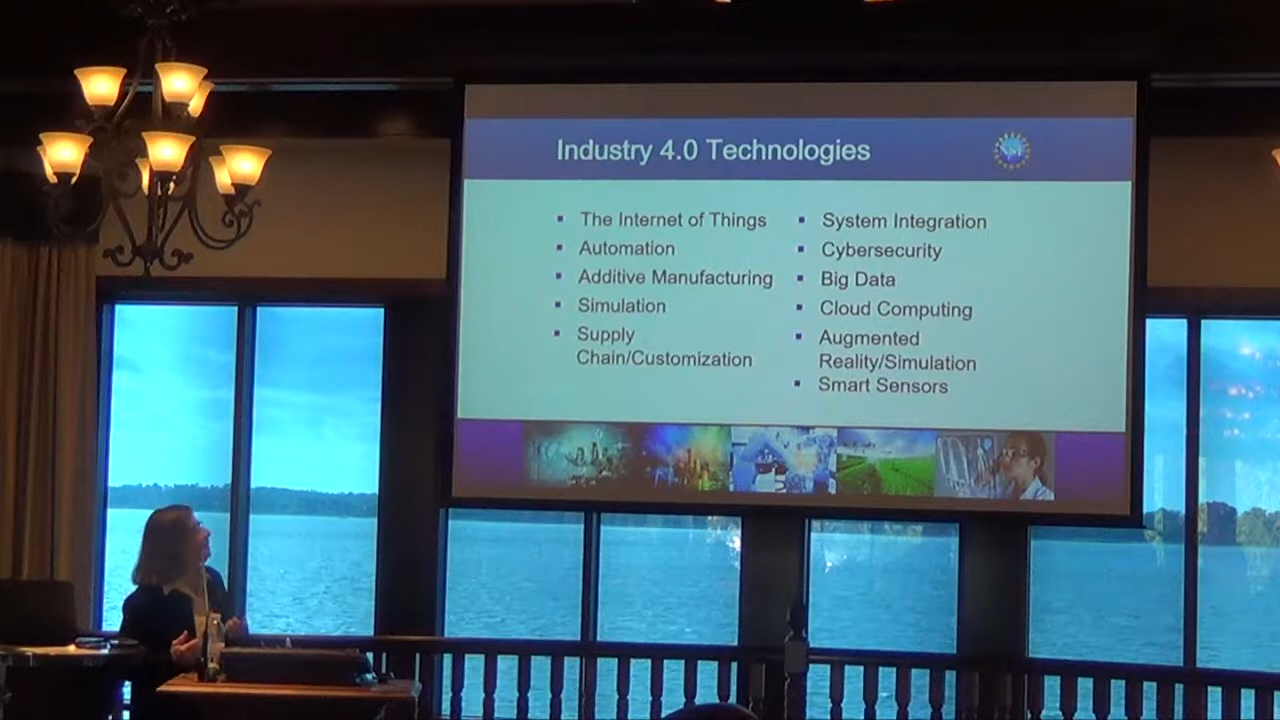 Industry 4.0 Technologies
NSF
The Internet of Things
Automation
Additive Manufacturing
Simulation
Supply
Chain/Customization
System Integration
Cybersecurity
Big Data
Cloud Computing
Augmented
Reality/Simulation
Smart Sensors